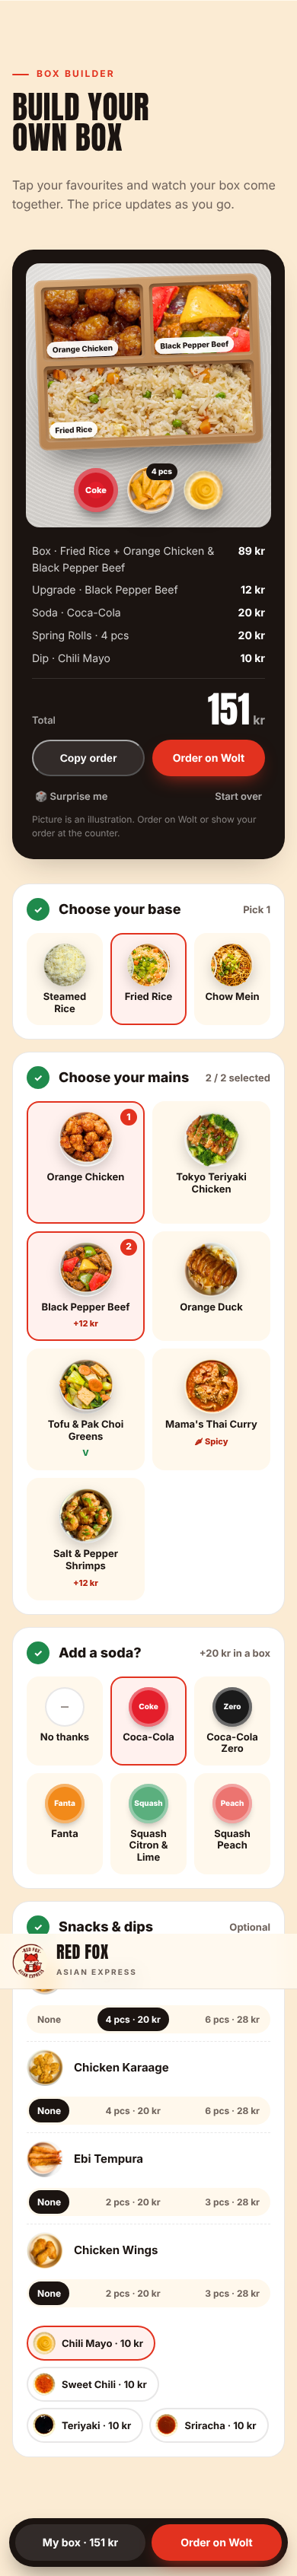 BOX BUILDER
BUILD YOUR
OWN BOX
Tap your favourites and watch your box come
together. The price updates as you go.
Orange Chicken
Black Pepper Beef
Fried Rice
Coke
4 pcs
Box · Fried Rice + Orange Chicken &
Black Pepper Beef
89 kr
Upgrade · Black Pepper Beef 12 kr
Soda · Coca-Cola 20 kr
Spring Rolls · 4 pcs 20 kr
Dip · Chili Mayo 10 kr
Total 151 kr
Copy order
Order on Wolt
🎲 Surprise me
Start over
Picture is an illustration. Order on Wolt or show your
order at the counter.
Choose your base
Pick 1
Steamed
Rice
Fried Rice
Chow Mein
Choose your mains
2 / 2 selected
1
Orange Chicken
Tokyo Teriyaki
Chicken
2
Black Pepper Beef
+12 kr
Orange Duck
Tofu & Pak Choi
Greens
V
Mama's Thai Curry
🌶 Spicy
Salt & Pepper
Shrimps
+12 kr
Add a soda?
+20 kr in a box
—
No thanks
Coke
Coca-Cola
Zero
Coca-Cola
Zero
Fanta
Fanta
Squash
Squash
Citron &
Lime
Peach
Squash
Peach
Snacks & dips
Optional
RED FOX
ASIAN EXPRESS
RED FOX
ASIAN EXPRESS
None
4 pcs · 20 kr
6 pcs · 28 kr
Chicken Karaage
None
4 pcs · 20 kr
6 pcs · 28 kr
Ebi Tempura
None
2 pcs · 20 kr
3 pcs · 28 kr
Chicken Wings
None
2 pcs · 20 kr
3 pcs · 28 kr
Chili Mayo · 10 kr
Sweet Chili · 10 kr
Teriyaki · 10 kr
Sriracha · 10 kr
My box · 151 kr
Order on Wolt